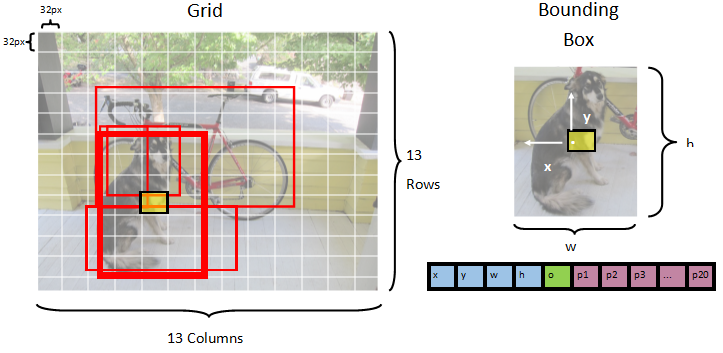 Grid
32px
32px
13
Rows
13 Columns
Bounding
Box
y
x
h
w
x y w h o p1 p2 p3 ... p20